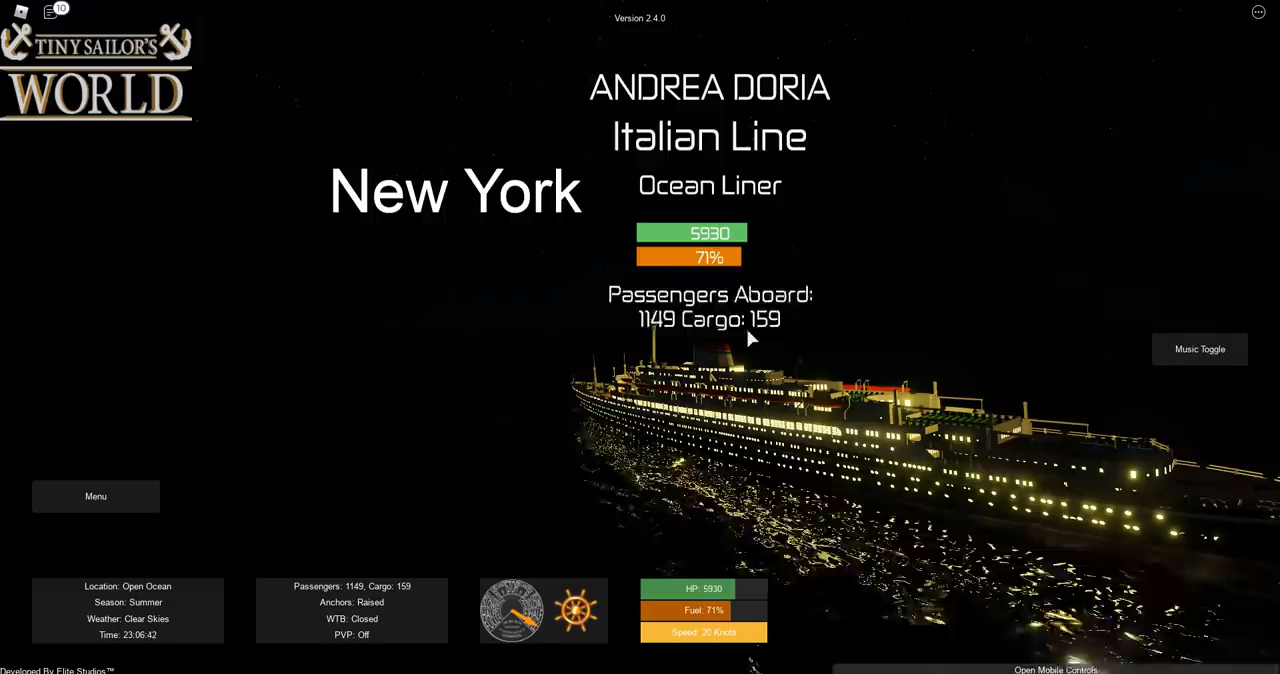 10
Version 2.4.0
TINY SAILOR'S
WORLD
ANDREA DORIA
Italian Line
Ocean Liner
New York
5930
71%
Passengers Aboard:
1149 Cargo: 159
Music Toggle
Menu
Location: Open Ocean
Season: Summer
Weather: Clear Skies
Time: 23:06:42
Passengers: 1149, Cargo: 159
Anchors: Raised
WTB: Closed
PVP: Off
HP: 5930
Fuel: 71%
Speed: 20 Knots
Developed By Elite Studios™
Open Mobile Controls